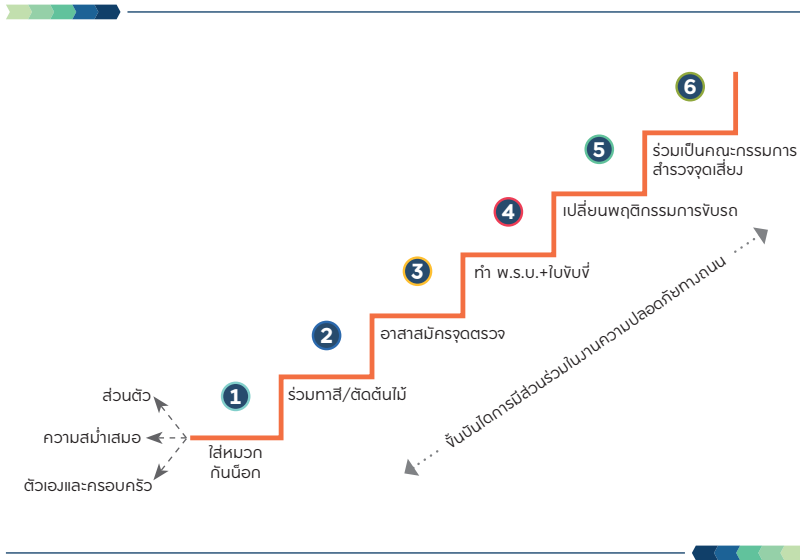 6
ร่วมเป็นคณะกรรมการ
สำรวจจุดเสี่ยง
5
เปลี่ยนพฤติกรรมการขับรถ
4
ทำ พ.ร.บ.+ใบขับขี่
3
อาสาสมัครจุดตรวจ
2
ร่วมทาสี/ตัดต้นไม้
1
ใส่หมวก
กันน็อก
ส่วนตัว
ความสม่ำเสมอ
ตัวเองและครอบครัว
ขั้นบันไดการมีส่วนร่วมในงานความปลอดภัยทางถนน